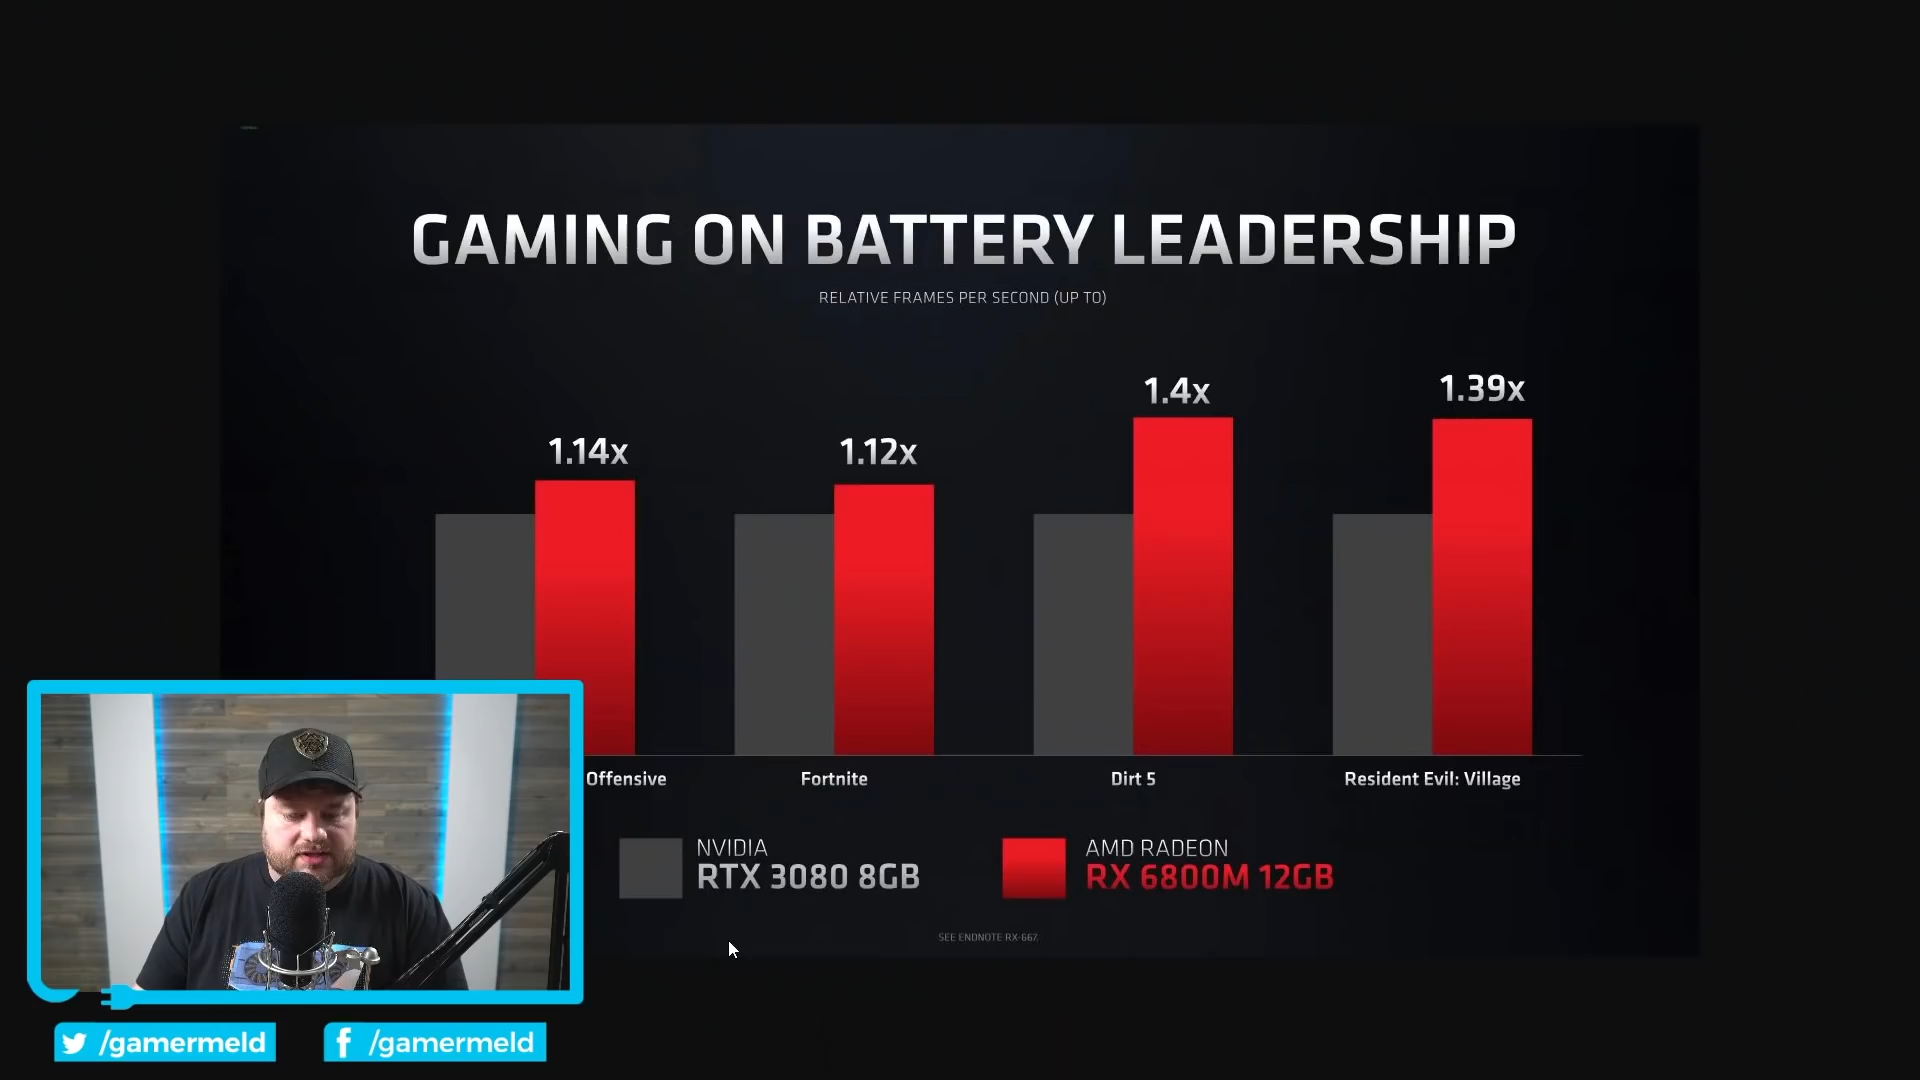 GAMING ON BATTERY LEADERSHIP
RELATIVE FRAMES PER SECOND (UP TO)
1.14x
1.12x
1.4x
1.39x
Offensive
Fortnite
Dirt 5
Resident Evil: Village
NVIDIA
RTX 3080 8GB
AMD RADEON
RX 6800M 12GB
SEE ENDNOTE RX-667.
/gamermeld
/gamermeld